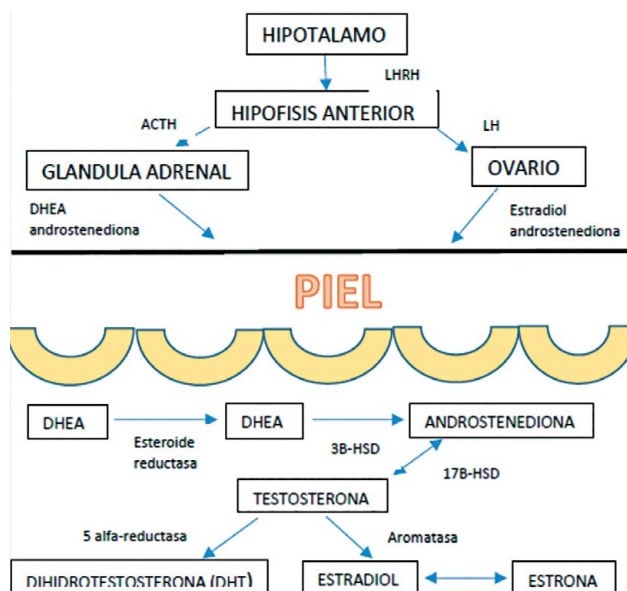 HIPOTALAMO
LHRH
HIPOFISIS ANTERIOR
ACTH
LH
GLANDULA ADRENAL
OVARIO
DHEA
androstenediona
Estradiol
androstenediona
PIEL
DHEA
DHEA
ANDROSTENEDIONA
Esteroide
reductasa
3B-HSD
17B-HSD
TESTOSTERONA
5 alfa-reductasa
Aromatasa
DIHIDROTESTOSTERONA (DHT)
ESTRADIOL
ESTRONA